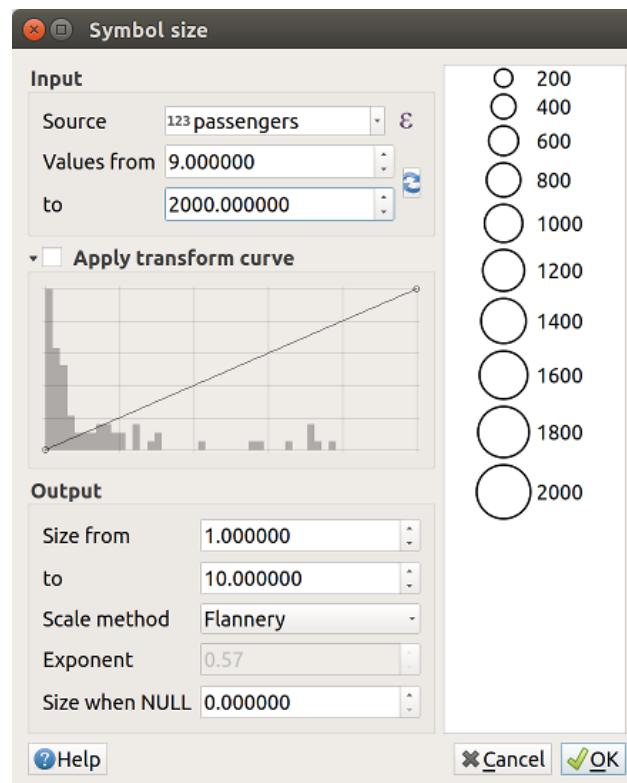 Symbol size
Input
Source 123 passengers ε
Values from 9.000000
to 2000.000000
Apply transform curve
Output
Size from 1.000000
to 10.000000
Scale method Flannery
Exponent 0.57
Size when NULL 0.000000
200
400
600
800
1000
1200
1400
1600
1800
2000
Help Cancel OK